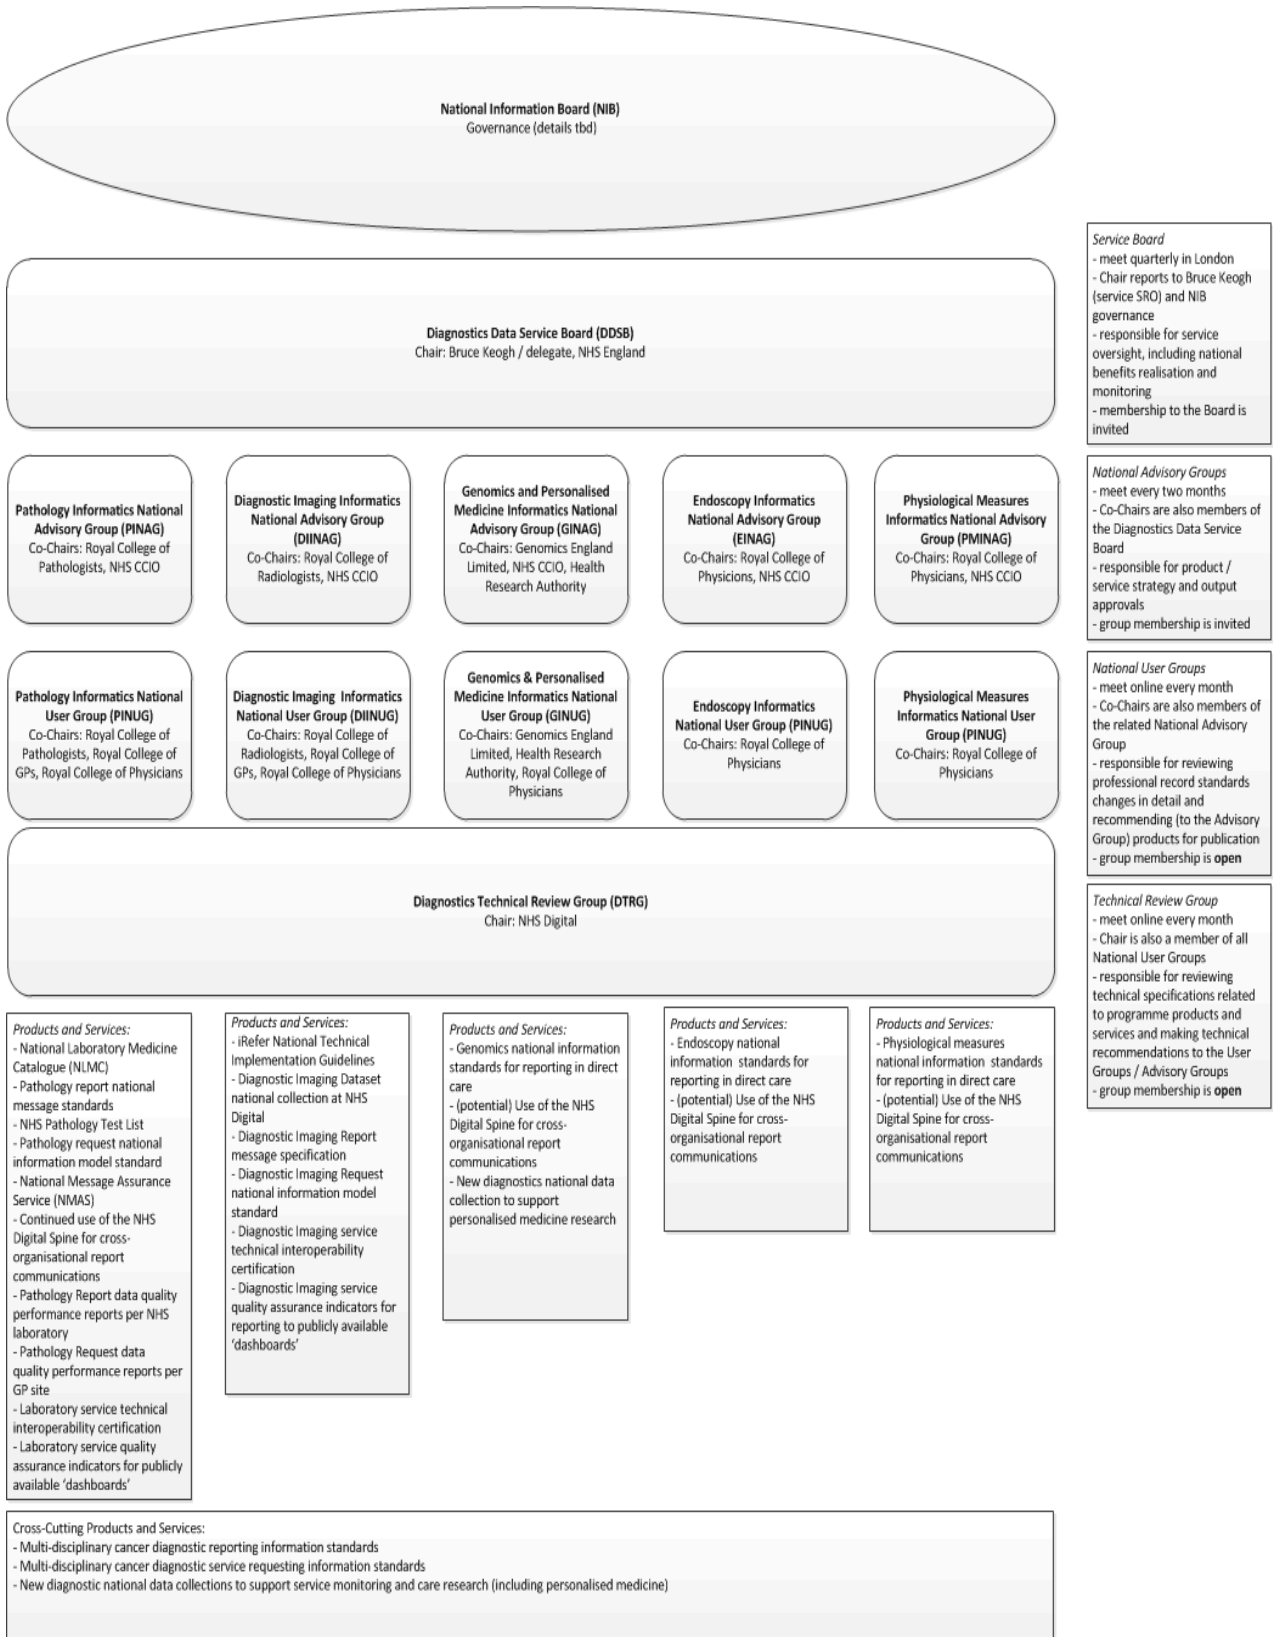 National Information Board (NIB)
Governance (details tbd)
Diagnostics Data Service Board (DDSB)
Chair: Bruce Keogh / delegate, NHS England
Service Board
- meet quarterly in London
- Chair reports to Bruce Keogh
(service SRO) and NIB
governance
- responsible for service
oversight, including national
benefits realisation and
monitoring
- membership to the Board is
invited
Pathology Informatics National
Advisory Group (PINAG)
Co-Chairs: Royal College of
Pathologists, NHS CCIO
Diagnostic Imaging Informatics
National Advisory Group
(DIINAG)
Co-Chairs: Royal College of
Radiologists, NHS CCIO
Genomics and Personalised
Medicine Informatics National
Advisory Group (GINAG)
Co-Chairs: Genomics England
Limited, NHS CCIO, Health
Research Authority
Endoscopy Informatics
National Advisory Group
(EINAG)
Co-Chairs: Royal College of
Physicions, NHS CCIO
Physiological Measures
Informatics National Advisory
Group (PMINAG)
Co-Chairs: Royal College of
Physicians, NHS CCIO
National Advisory Groups
- meet every two months
- Co-Chairs are also members of
the Diagnostics Data Service
Board
- responsible for product /
service strategy and output
approvals
- group membership is invited
Pathology Informatics National
User Group (PINUG)
Co-Chairs: Royal College of
Pathologists, Royal College of
GPs, Royal College of Physicians
Diagnostic Imaging Informatics
National User Group (DIINUG)
Co-Chairs: Royal College of
Radiologists, Royal College of
GPs, Royal College of Physicians
Genomics & Personalised
Medicine Informatics National
User Group (GINUG)
Co-Chairs: Genomics England
Limited, Health Research
Authority, Royal College of
Physicians
Endoscopy Informatics
National User Group (PINUG)
Co-Chairs: Royal College of
Physicians
Physiological Measures
Informatics National User
Group (PINUG)
Co-Chairs: Royal College of
Physicians
National User Groups
- meet online every month
- Co-Chairs are also members of
the related National Advisory
Group
- responsible for reviewing
professional record standards
changes in detail and
recommending (to the Advisory
Group) products for publication
- group membership is open
Diagnostics Technical Review Group (DTRG)
Chair: NHS Digital
Technical Review Group
- meet online every month
- Chair is also a member of all
National User Groups
- responsible for reviewing
technical specifications related
to programme products and
services and making technical
recommendations to the User
Groups / Advisory Groups
- group membership is open
Products and Services:
- National Laboratory Medicine
Catalogue (NLMC)
- Pathology report national
message standards
- NHS Pathology Test List
- Pathology request national
information model standard
- National Message Assurance
Service (NMAS)
- Continued use of the NHS
Digital Spine for cross-
organisational report
communications
- Pathology Report data quality
performance reports per NHS
laboratory
- Pathology Request data
quality performance reports per
GP site
- Laboratory service technical
interoperability certification
- Laboratory service quality
assurance indicators for publicly
available 'dashboards'
Products and Services:
- iRefer National Technical
Implementation Guidelines
- Diagnostic Imaging Dataset
national collection at NHS
Digital
- Diagnostic Imaging Report
message specification
- Diagnostic Imaging Request
national information model
standard
- Diagnostic Imaging service
technical interoperability
certification
- Diagnostic Imaging service
quality assurance indicators for
reporting to publicly available
'dashboards'
Products and Services:
- Genomics national information
standards for reporting in direct
care
- (potential) Use of the NHS
Digital Spine for cross-
organisational report
communications
- New diagnostics national data
collection to support
personalised medicine research
Products and Services:
- Endoscopy national
information standards for
reporting in direct care
- (potential) Use of the NHS
Digital Spine for cross-
organisational report
communications
Products and Services:
- Physiological measures
national information standards
for reporting in direct care
- (potential) Use of the NHS
Digital Spine for cross-
organisational report
communications
Cross-Cutting Products and Services:
- Multi-disciplinary cancer diagnostic reporting information standards
- Multi-disciplinary cancer diagnostic service requesting information standards
- New diagnostic national data collections to support service monitoring and care research (including personalised medicine)